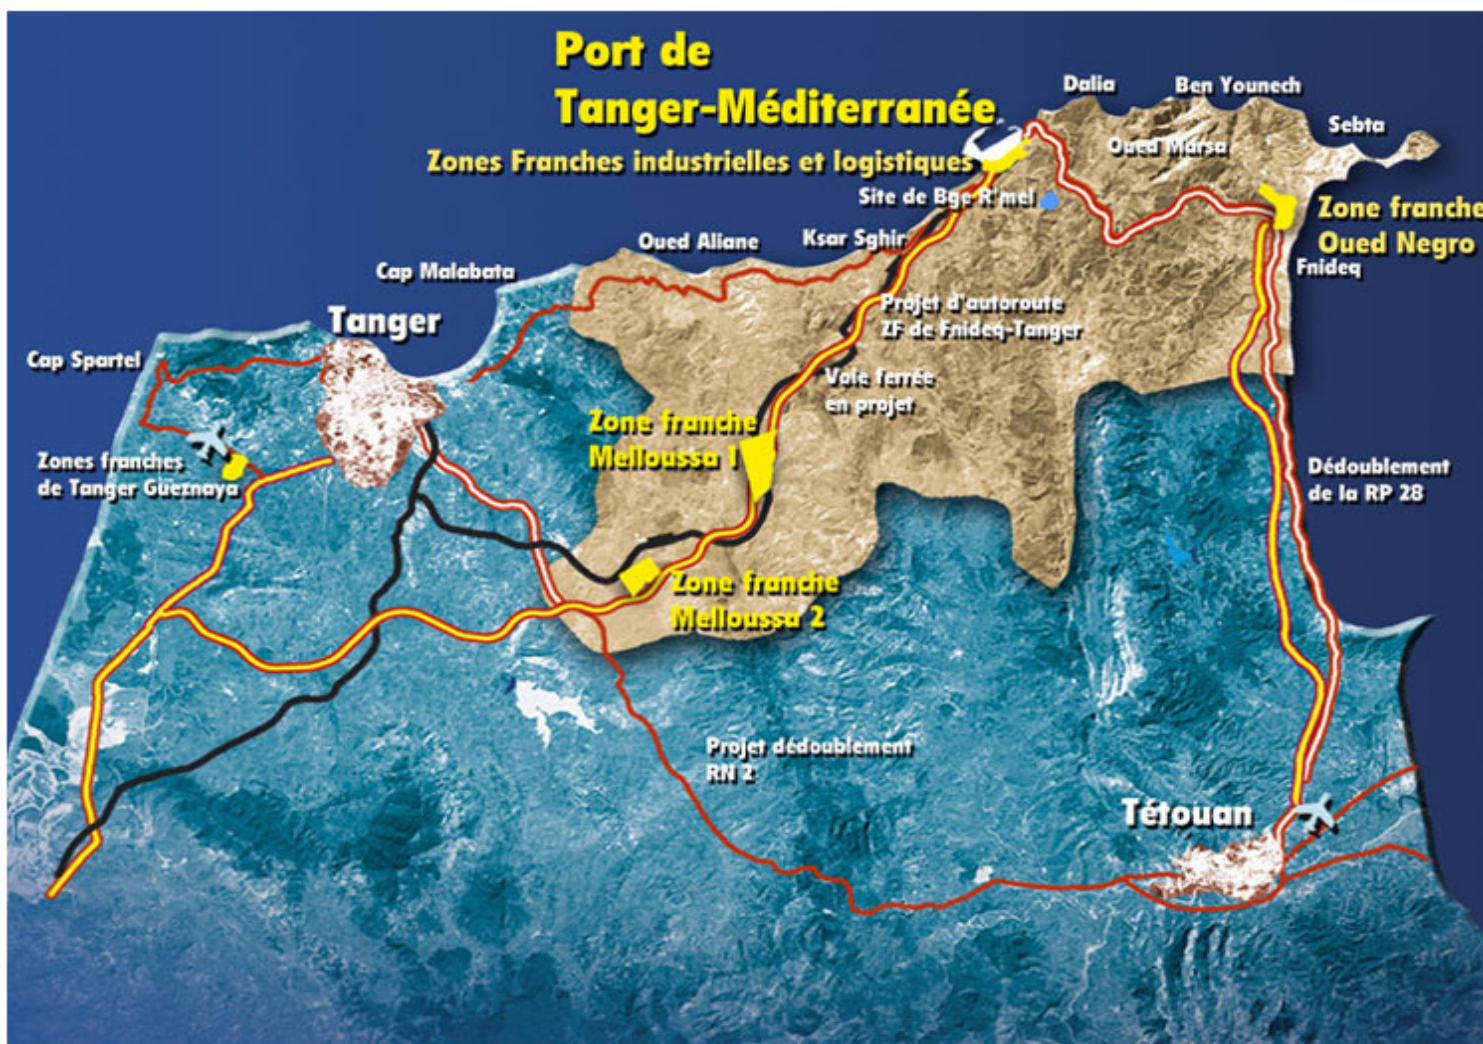 Port de
Tanger-Méditerranée
Zones Franches industrielles et logistiques
Dalia
Ben Younech
Sebta
Oued Marsa
Site de Bge R'mel
Zone franche
Oued Negro
Fnideq
Oued Aliane
Ksar Sghir
Cap Malabata
Projet d'autoroute
ZF de Fnideq-Tanger
Tanger
Cap Spartel
Voie ferrée
en projet
Zone franche
Melloussa 1
Zones franches
de Tanger Gueznaya
Dédoublement
de la RP 28
Zone franche
Melloussa 2
Projet dédoublement
RN 2
Tétouan